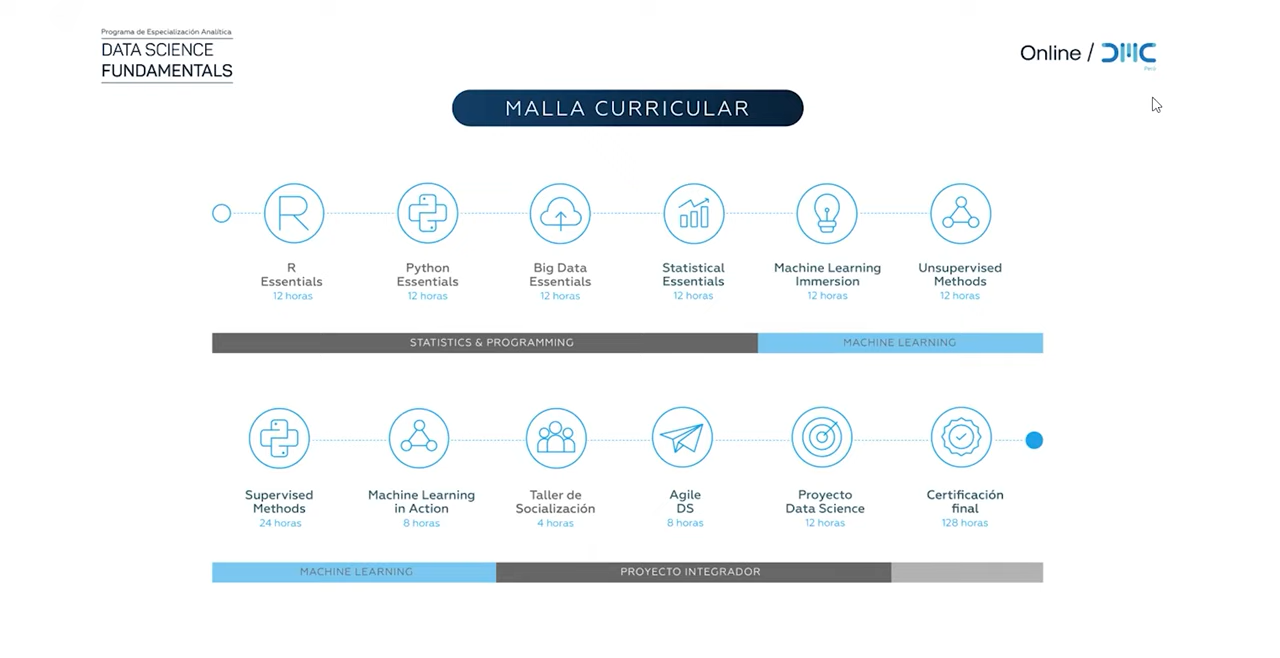 Programa de Especialización Analítica
DATA SCIENCE
FUNDAMENTALS
Online / DMC
Perú
MALLA CURRICULAR
R
Essentials
12 horas
Python
Essentials
12 horas
Big Data
Essentials
12 horas
Statistical
Essentials
12 horas
Machine Learning
Immersion
12 horas
Unsupervised
Methods
12 horas
STATISTICS & PROGRAMMING
MACHINE LEARNING
Supervised
Methods
24 horas
Machine Learning
in Action
8 horas
Taller de
Socialización
4 horas
Agile
DS
8 horas
Proyecto
Data Science
12 horas
Certificación
final
128 horas
MACHINE LEARNING
PROYECTO INTEGRADOR